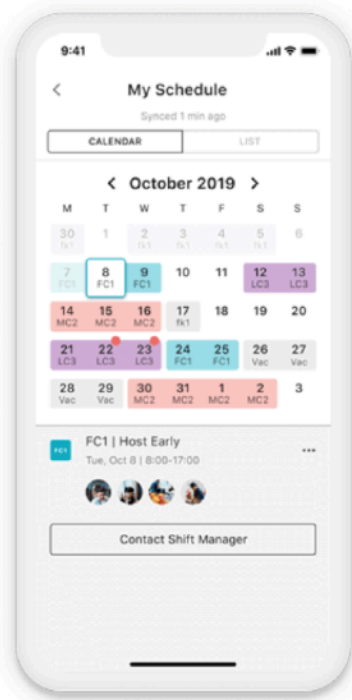 9:41
My Schedule
Synced 1 min ago
CALENDAR LIST
October 2019
M T W T F S S
30 1 2 3 4 5 6
fk1 fk1 fk1 fk1 fk1
7 8 9 10 11 12 13
FC1 FC1 FC1 LC3 LC3
14 15 16 17 18 19 20
MC2 MC2 MC2 fk1
21 22 23 24 25 26 27
LC3 LC3 LC3 FC1 FC1 Vac Vac
28 29 30 31 1 2 3
Vac Vac MC2 MC2 MC2 MC2
FC1 | Host Early
FC1
Tue, Oct 8 | 8:00-17:00
Contact Shift Manager